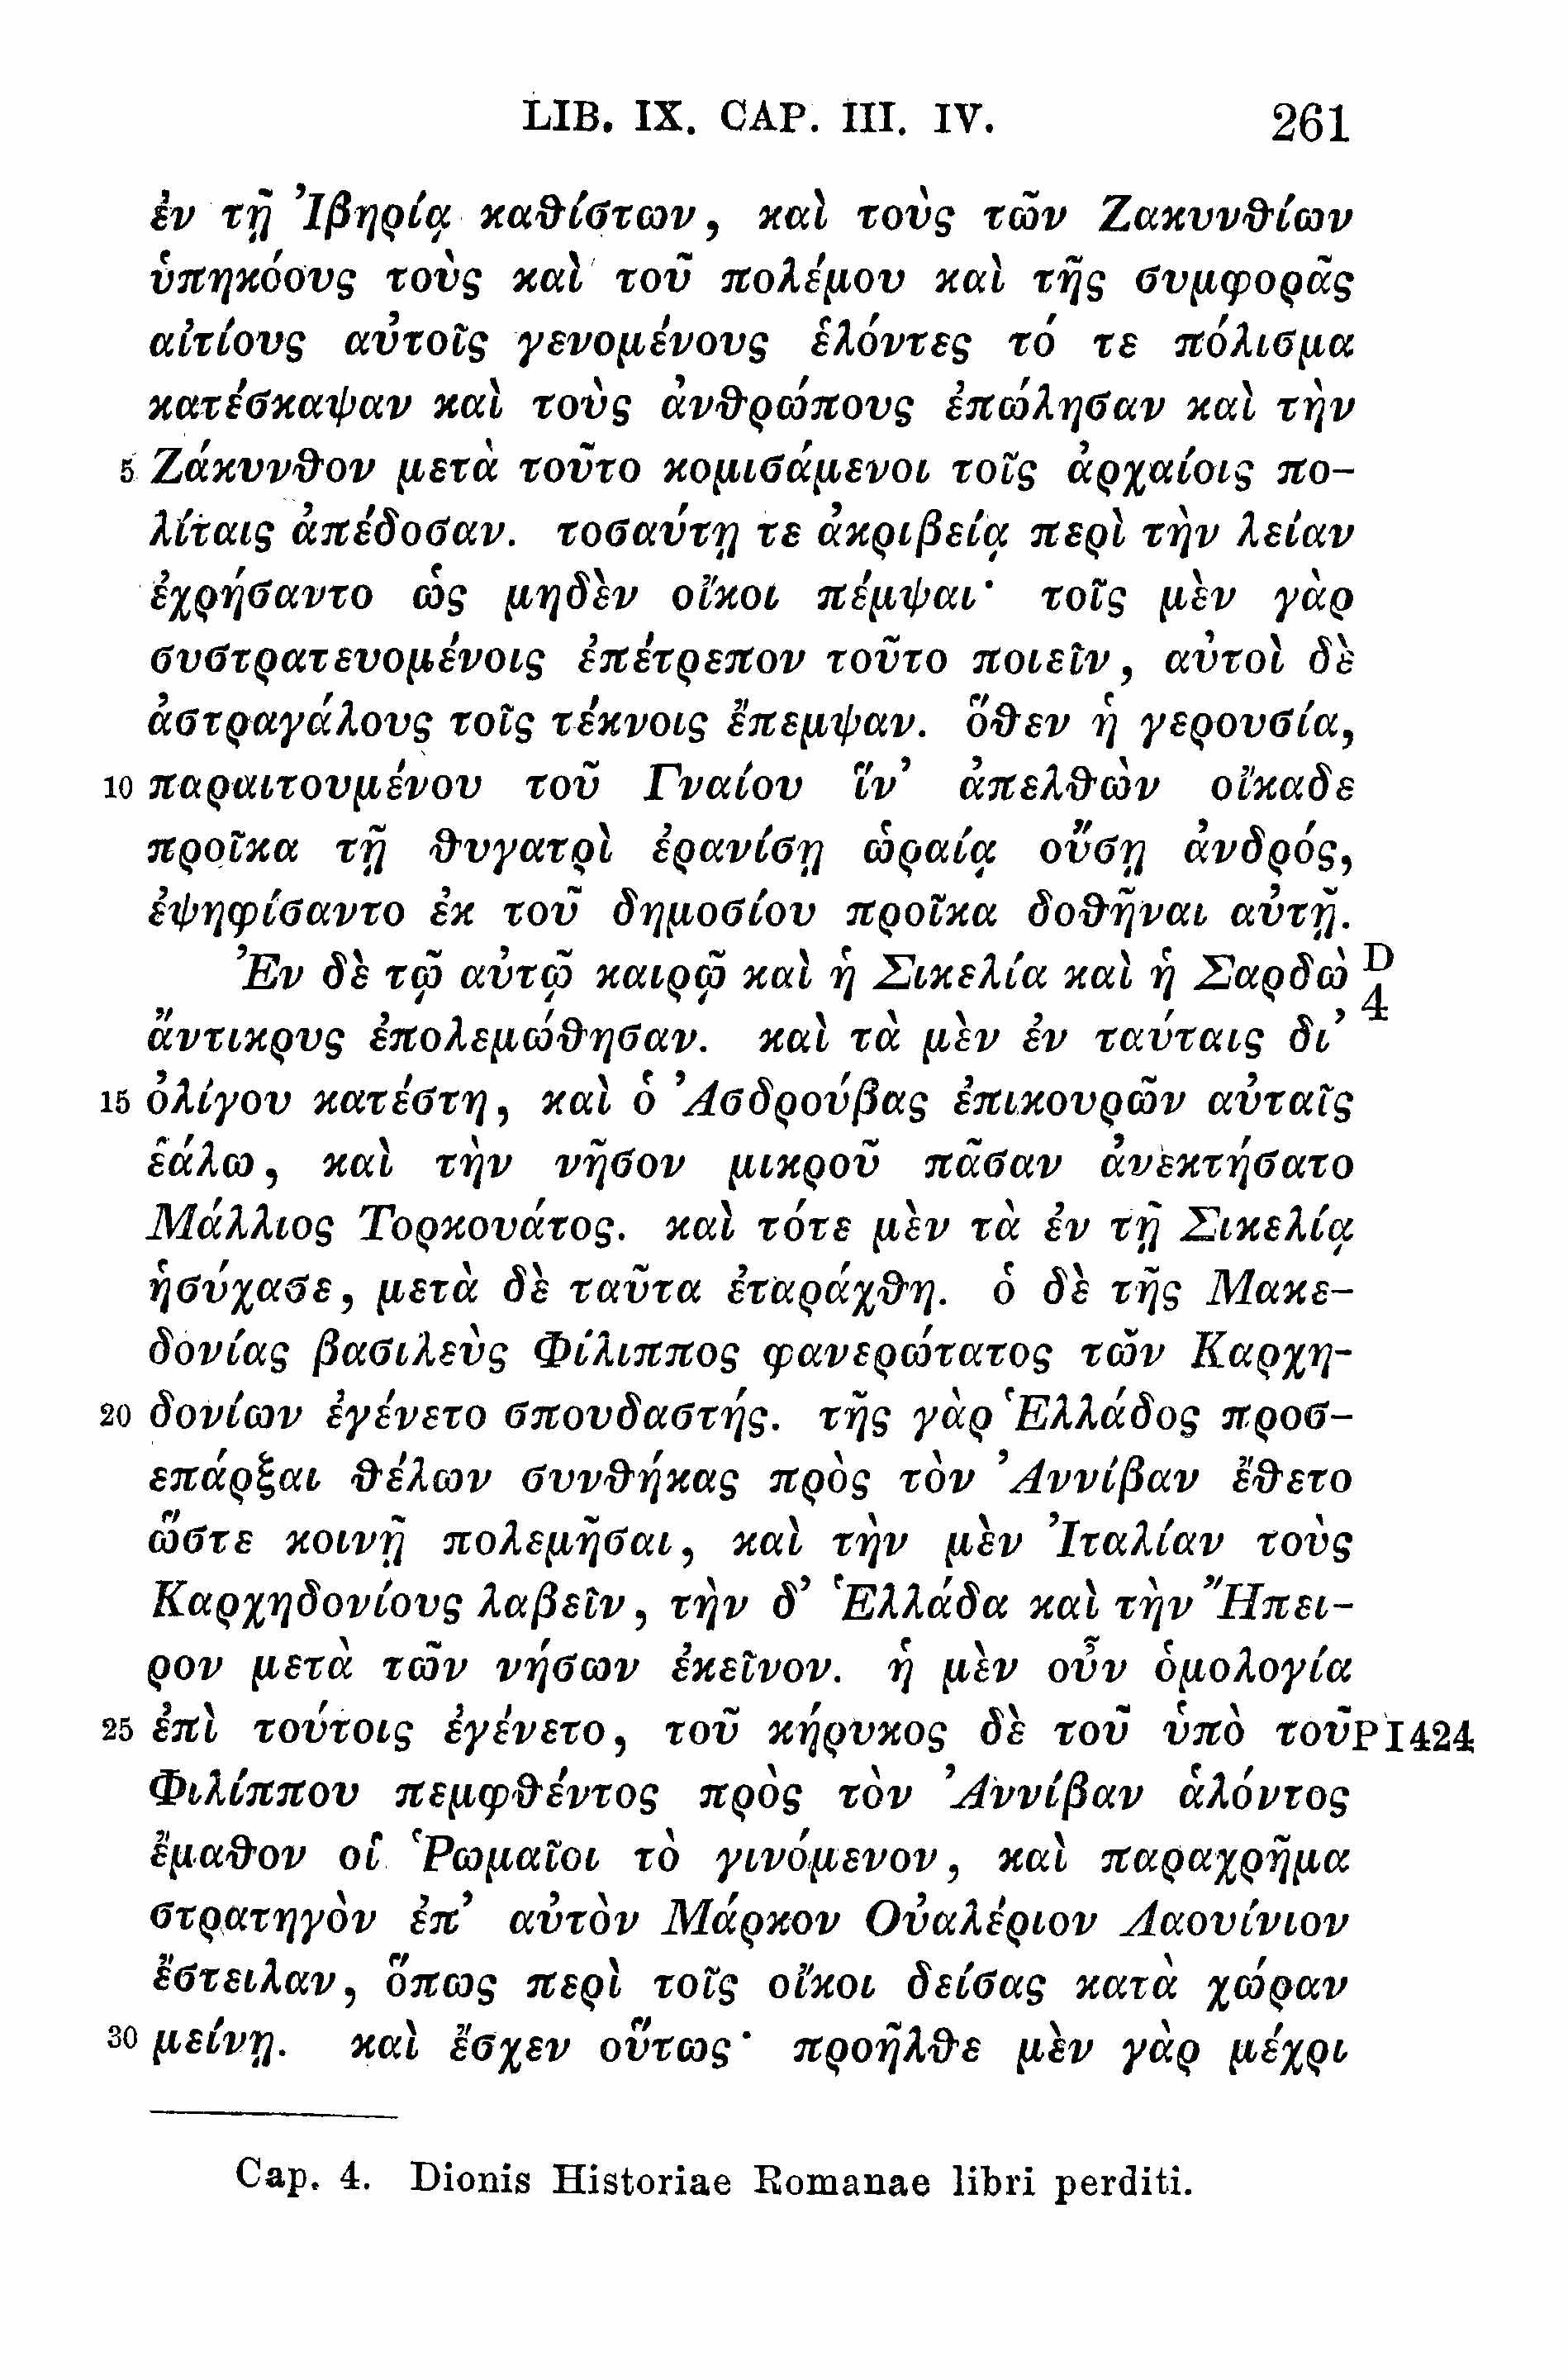 LIB. IX. CAP. III. IV. 261
ἐν τῇ Ἰβηρίᾳ καθίστων, καὶ τοὺς τῶν Ζακυνθίων
ὑπηκόους τοὺς καὶ τοῦ πολέμου καὶ τῆς συμφορᾶς
αἰτίους αὐτοῖς γενομένους ἑλόντες τό τε πόλισμα
κατέσκαψαν καὶ τοὺς ἀνθρώπους ἐπώλησαν καὶ τὴν
5 Ζάκυνθον μετὰ τοῦτο κομισάμενοι τοῖς ἀρχαίοις πο-
λίταις ἀπέδοσαν. τοσαύτῃ τε ἀκριβείᾳ περὶ τὴν λείαν
ἐχρήσαντο ὡς μηδὲν οἴκοι πέμψαι· τοῖς μὲν γὰρ
συστρατευομένοις ἐπέτρεπον τοῦτο ποιεῖν, αὐτοὶ δὲ
ἀστραγάλους τοῖς τέκνοις ἔπεμψαν. ὅθεν ἡ γερουσία,
10 παραιτουμένου τοῦ Γναίου ἵν’ ἀπελθὼν οἴκαδε
προῖκα τῇ θυγατρὶ ἐρανίσῃ ὡραίᾳ οὔσῃ ἀνδρός,
ἐψηφίσαντο ἐκ τοῦ δημοσίου προῖκα δοθῆναι αὐτῇ.
Ἐν δὲ τῷ αὐτῷ καιρῷ καὶ ἡ Σικελία καὶ ἡ Σαρδὼ D
4
ἄντικρυς ἐπολεμώθησαν. καὶ τὰ μὲν ἐν ταύταις δι’
15 ὀλίγου κατέστη, καὶ ὁ Ἀσδρούβας ἐπικουρῶν αὐταῖς
ἑάλω, καὶ τὴν νῆσον μικροῦ πᾶσαν ἀνεκτήσατο
Μάλλιος Τορκουάτος. καὶ τότε μὲν τὰ ἐν τῇ Σικελίᾳ
ἡσύχασε, μετὰ δὲ ταῦτα ἐταράχθη. ὁ δὲ τῆς Μακε-
δονίας βασιλεὺς Φίλιππος φανερώτατος τῶν Καρχη-
20 δονίων ἐγένετο σπουδαστής. τῆς γὰρ Ἑλλάδος προσ-
επάρξαι θέλων συνθήκας πρὸς τὸν Ἀννίβαν ἔθετο
ὥστε κοινῇ πολεμῆσαι, καὶ τὴν μὲν Ἰταλίαν τοὺς
Καρχηδονίους λαβεῖν, τὴν δ’ Ἑλλάδα καὶ τὴν Ἤπει-
ρον μετὰ τῶν νήσων ἐκεῖνον. ἡ μὲν οὖν ὁμολογία
25 ἐπὶ τούτοις ἐγένετο, τοῦ κήρυκος δὲ τοῦ ὑπὸ τοῦ P I 424
Φιλίππου πεμφθέντος πρὸς τὸν Ἀννίβαν ἁλόντος
ἔμαθον οἱ Ῥωμαῖοι τὸ γινόμενον, καὶ παραχρῆμα
στρατηγὸν ἐπ’ αὐτὸν Μάρκον Οὐαλέριον Λαουίνιον
ἔστειλαν, ὅπως περὶ τοῖς οἴκοι δείσας κατὰ χώραν
30 μείνῃ. καὶ ἔσχεν οὕτως· προῆλθε μὲν γὰρ μέχρι
Cap. 4. Dionis Historiae Romanae libri perditi.